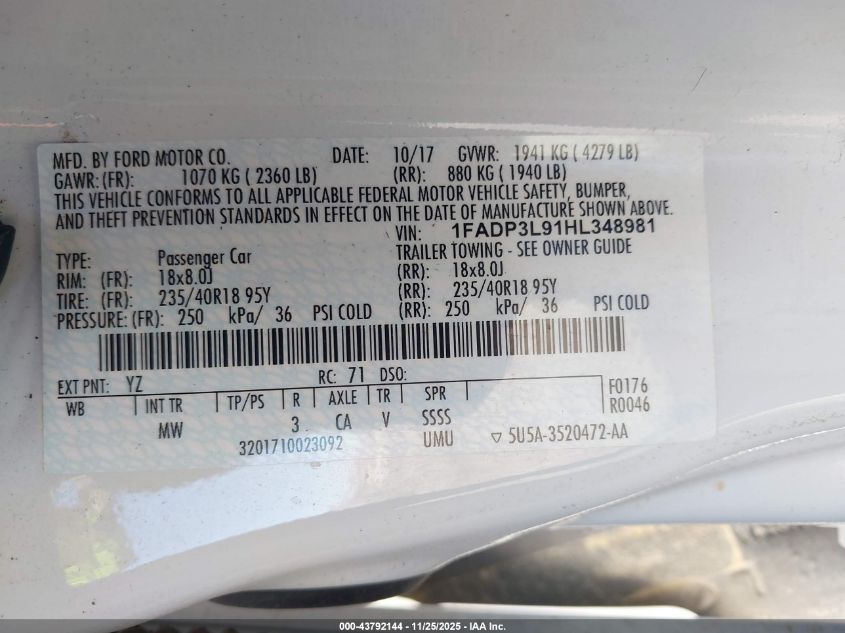 MFD. BY FORD MOTOR CO. DATE: 10/17 GVWR: 1941 KG ( 4279 LB)
GAWR: (FR): 1070 KG ( 2360 LB) (RR): 880 KG ( 1940 LB)
THIS VEHICLE CONFORMS TO ALL APPLICABLE FEDERAL MOTOR VEHICLE SAFETY, BUMPER,
AND THEFT PREVENTION STANDARDS IN EFFECT ON THE DATE OF MANUFACTURE SHOWN ABOVE.
VIN: 1FADP3L91HL348981
TYPE: Passenger Car TRAILER TOWING - SEE OWNER GUIDE
RIM: (FR): 18x8.0J (RR): 18x8.0J
TIRE: (FR): 235/40R18 95Y (RR): 235/40R18 95Y
PRESSURE: (FR): 250 kPa/ 36 PSI COLD (RR): 250 kPa/ 36 PSI COLD
EXT PNT: YZ RC: 71 DSO:
WB INT TR TP/PS R AXLE TR SPR F0176
R0046
MW 3 CA V SSSS
3201710023092 UMU ▽ 5U5A-3520472-AA
000-43792144 - 11/25/2025 - IAA Inc.